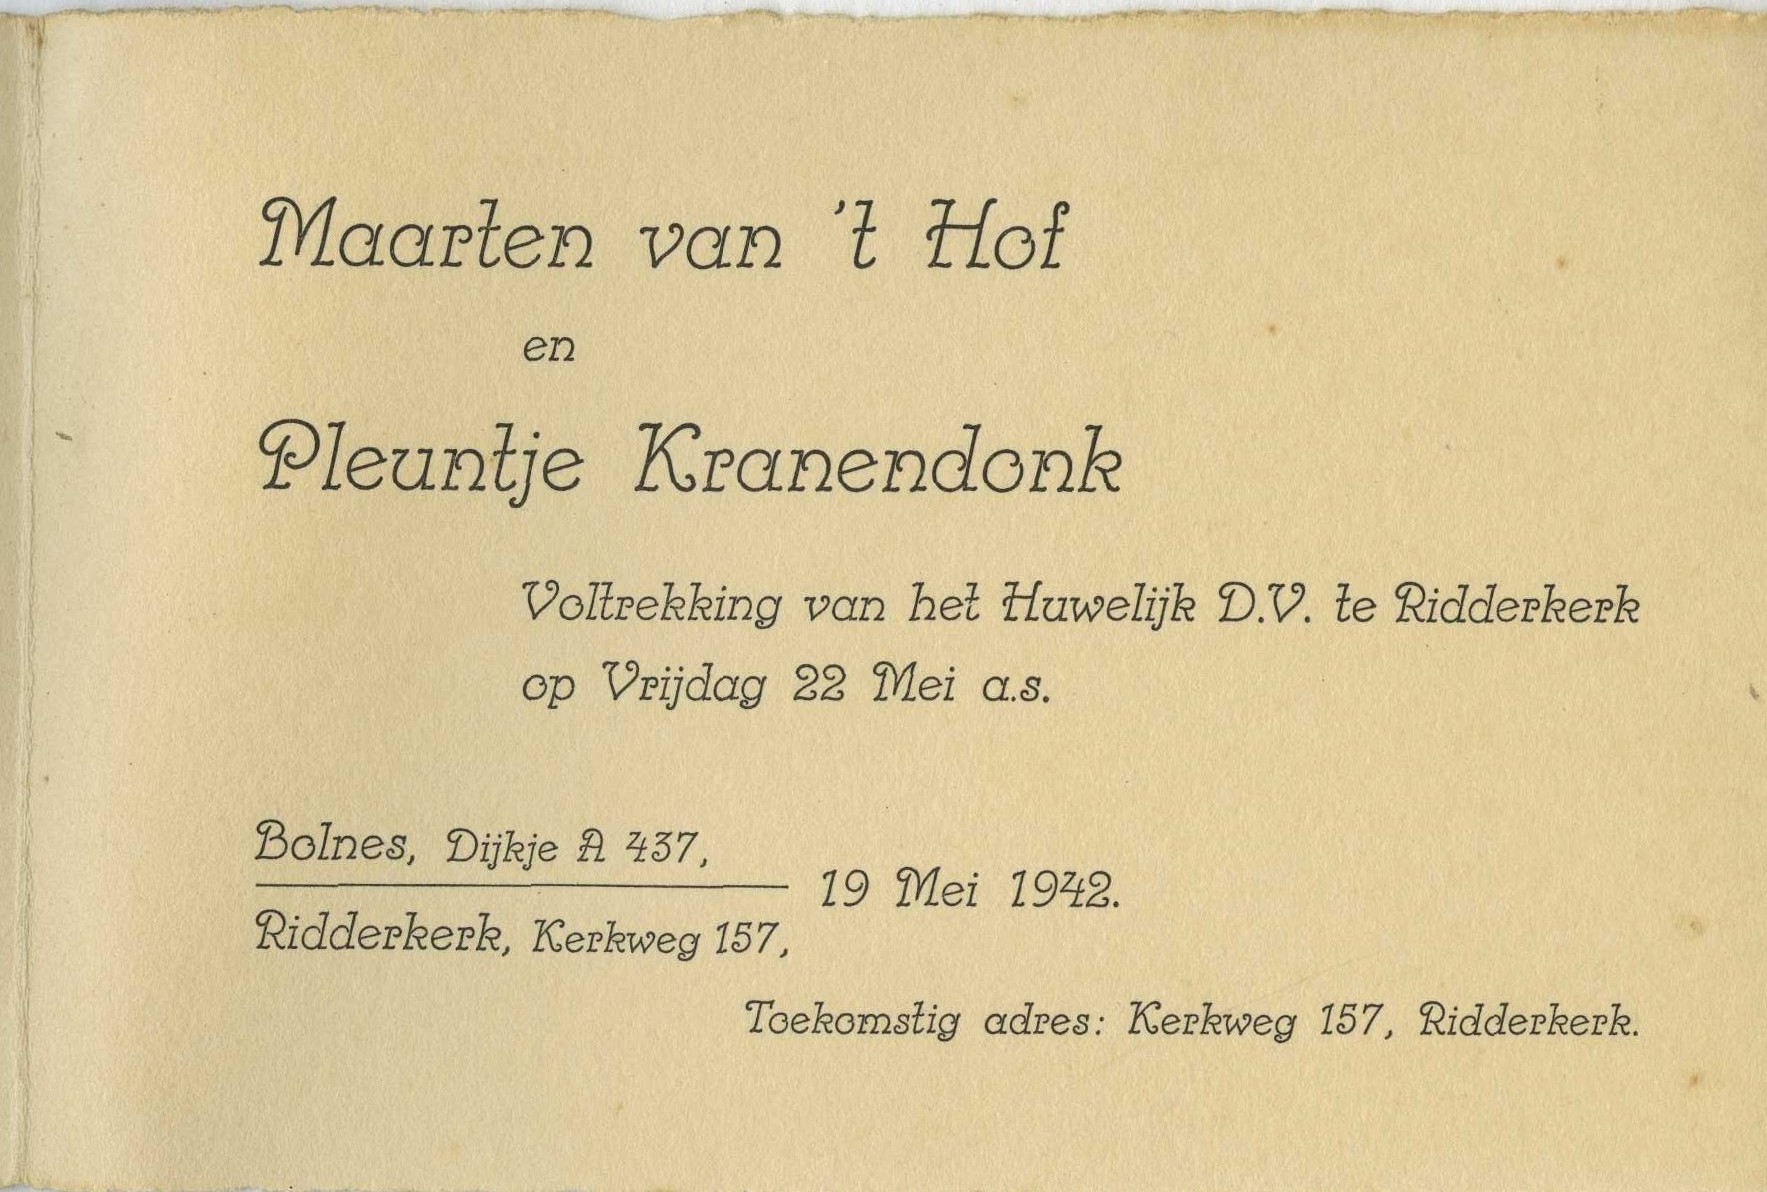 Maarten van 't Hof
en
Pleuntje Kranendonk
Voltrekking van het Huwelijk D.V. te Ridderkerk
op Vrijdag 22 Mei a.s.
Bolnes, Dijkje A 437,
19 Mei 1942.
Ridderkerk, Kerkweg 157,
Toekomstig adres: Kerkweg 157, Ridderkerk.